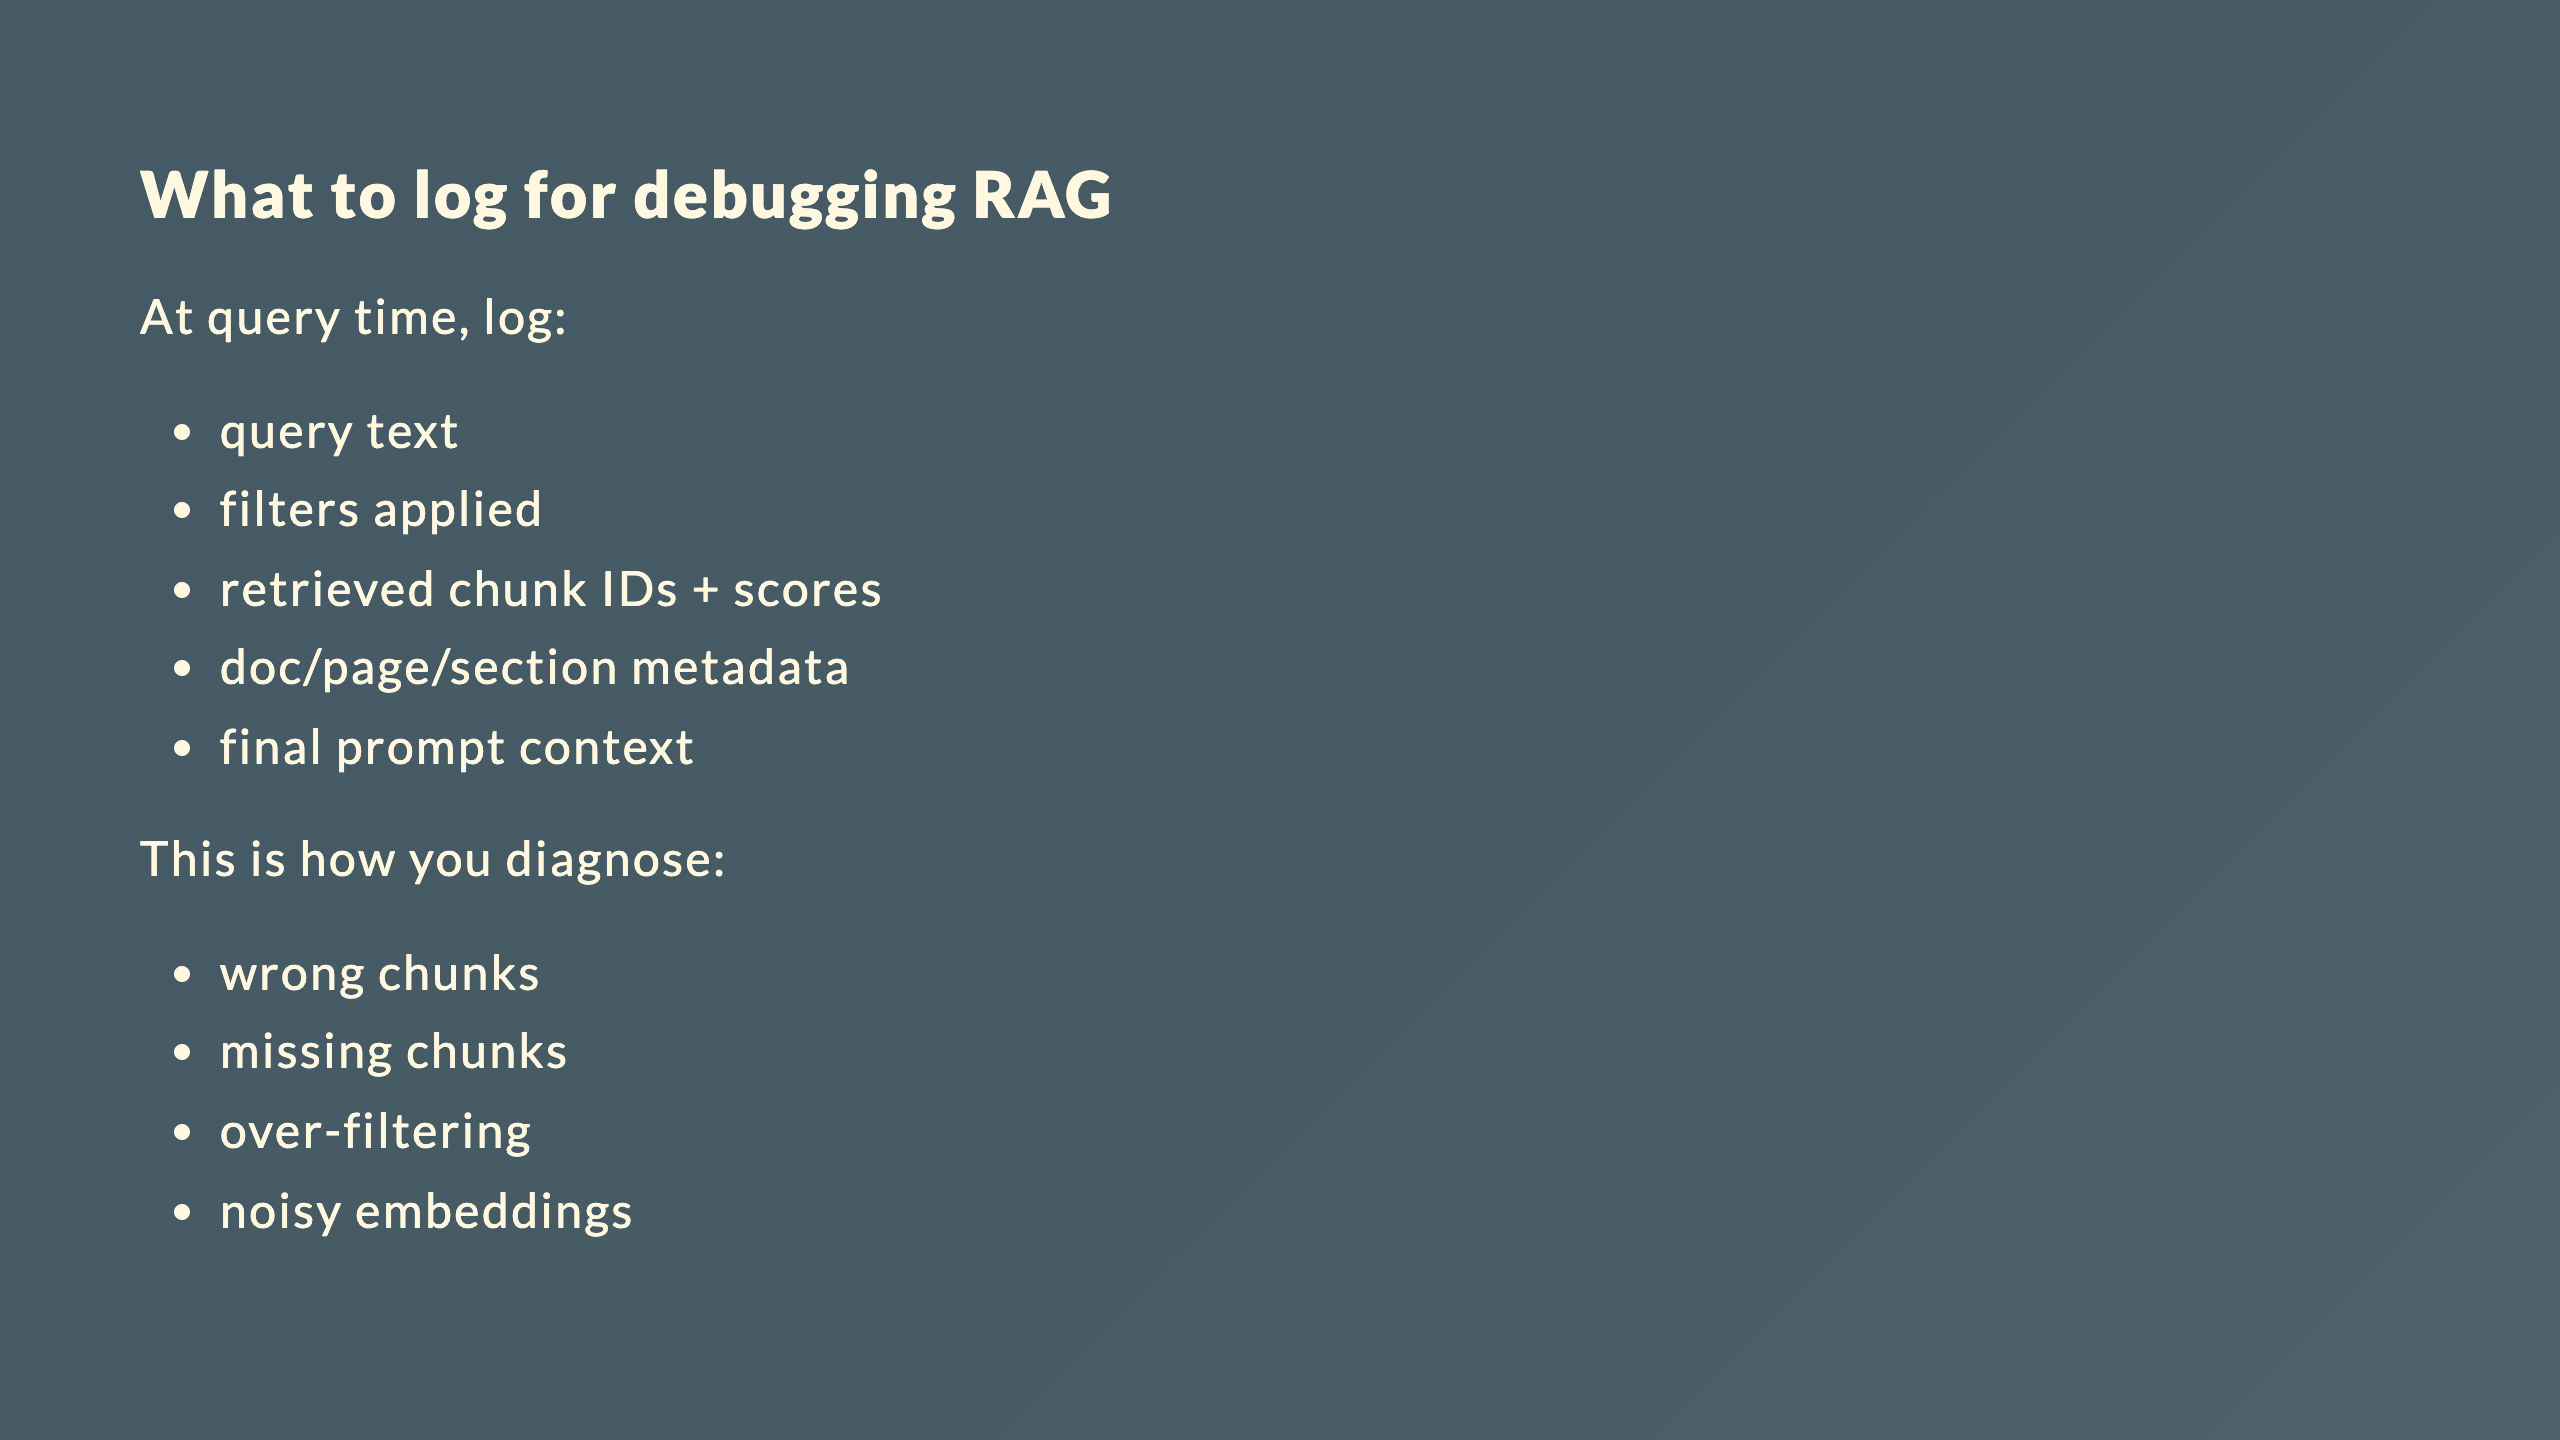 What to log for debugging RAG
At query time, log:
• query text
• filters applied
• retrieved chunk IDs + scores
• doc/page/section metadata
• final prompt context
This is how you diagnose:
• wrong chunks
• missing chunks
• over-filtering
• noisy embeddings